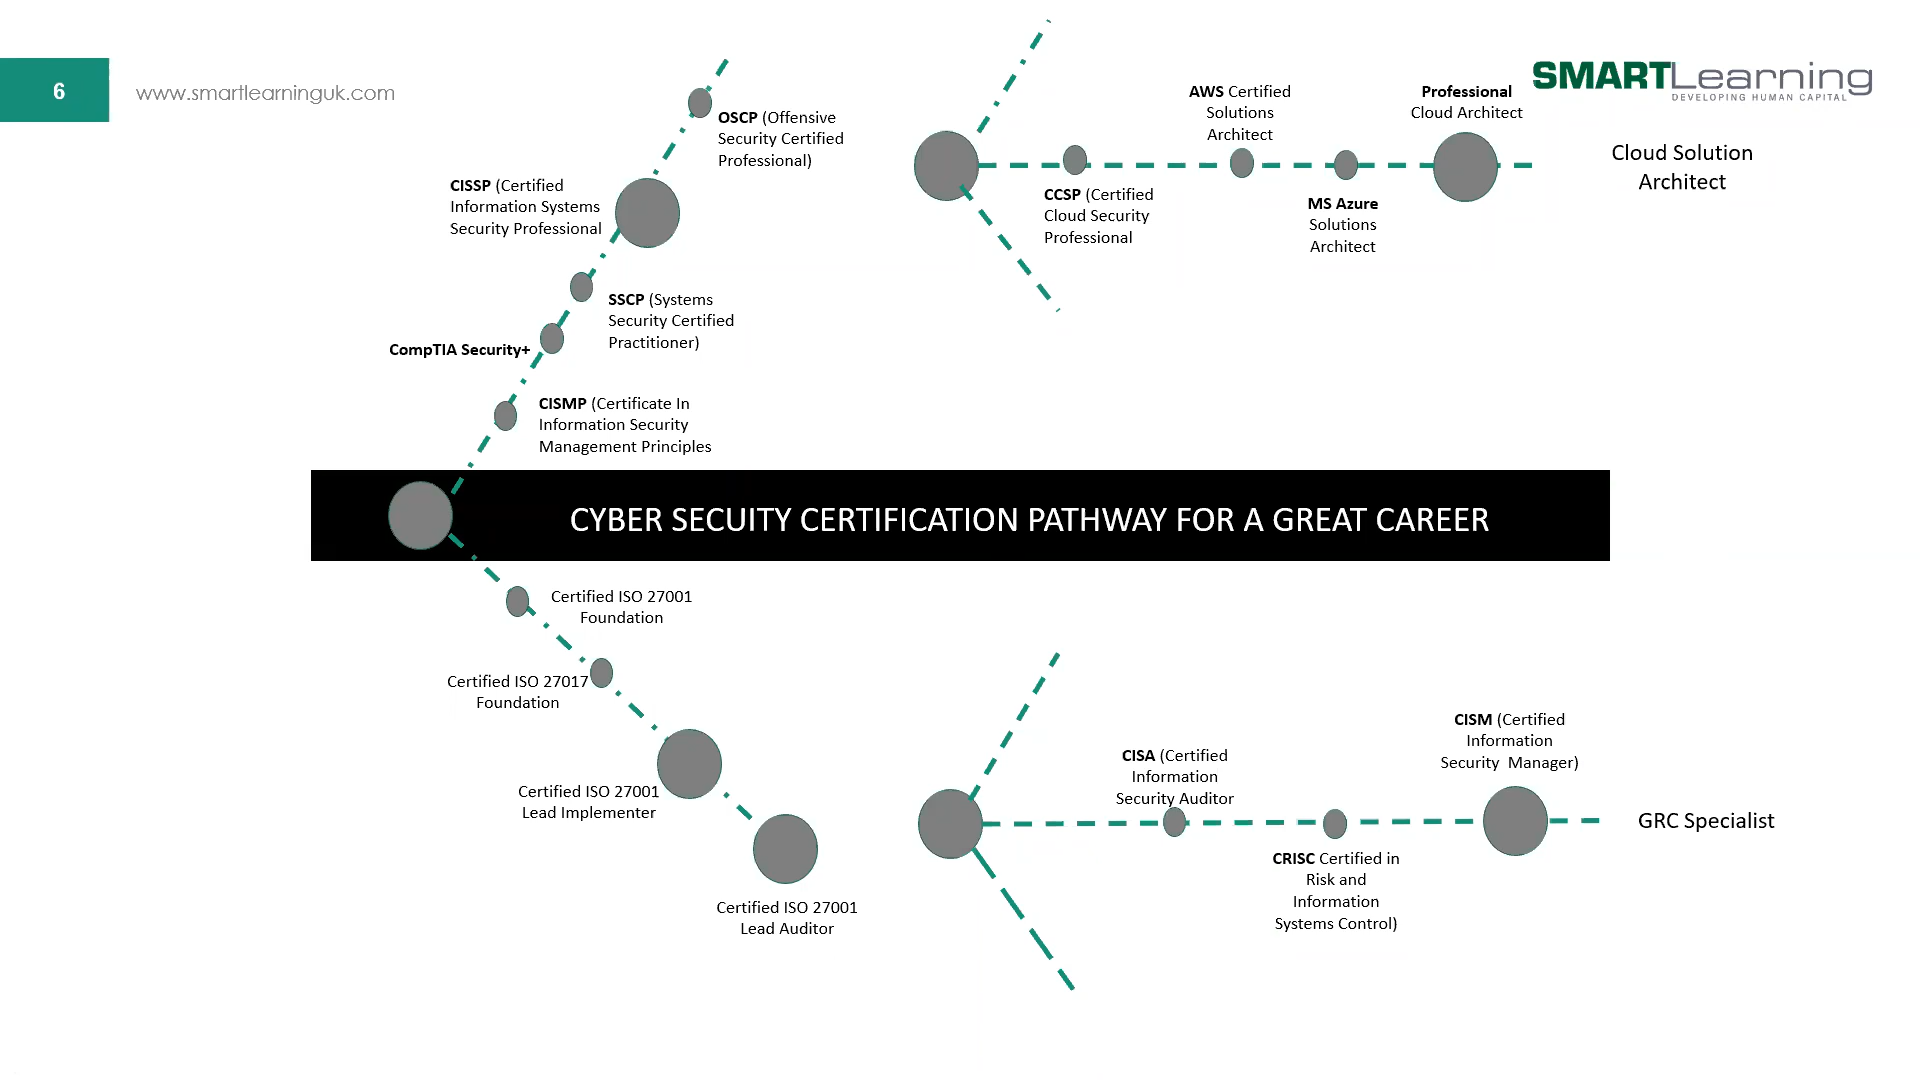 6
www.smartlearninguk.com
SMARTLearning
DEVELOPING HUMAN CAPITAL
OSCP (Offensive
Security Certified
Professional)
CISSP (Certified
Information Systems
Security Professional
SSCP (Systems
Security Certified
Practitioner)
CompTIA Security+
CISMP (Certificate In
Information Security
Management Principles
AWS Certified
Solutions
Architect
Professional
Cloud Architect
CCSP (Certified
Cloud Security
Professional
MS Azure
Solutions
Architect
Cloud Solution
Architect
CYBER SECUITY CERTIFICATION PATHWAY FOR A GREAT CAREER
Certified ISO 27001
Foundation
Certified ISO 27017
Foundation
Certified ISO 27001
Lead Implementer
Certified ISO 27001
Lead Auditor
CISA (Certified
Information
Security Auditor
CRISC Certified in
Risk and
Information
Systems Control)
CISM (Certified
Information
Security  Manager)
GRC Specialist